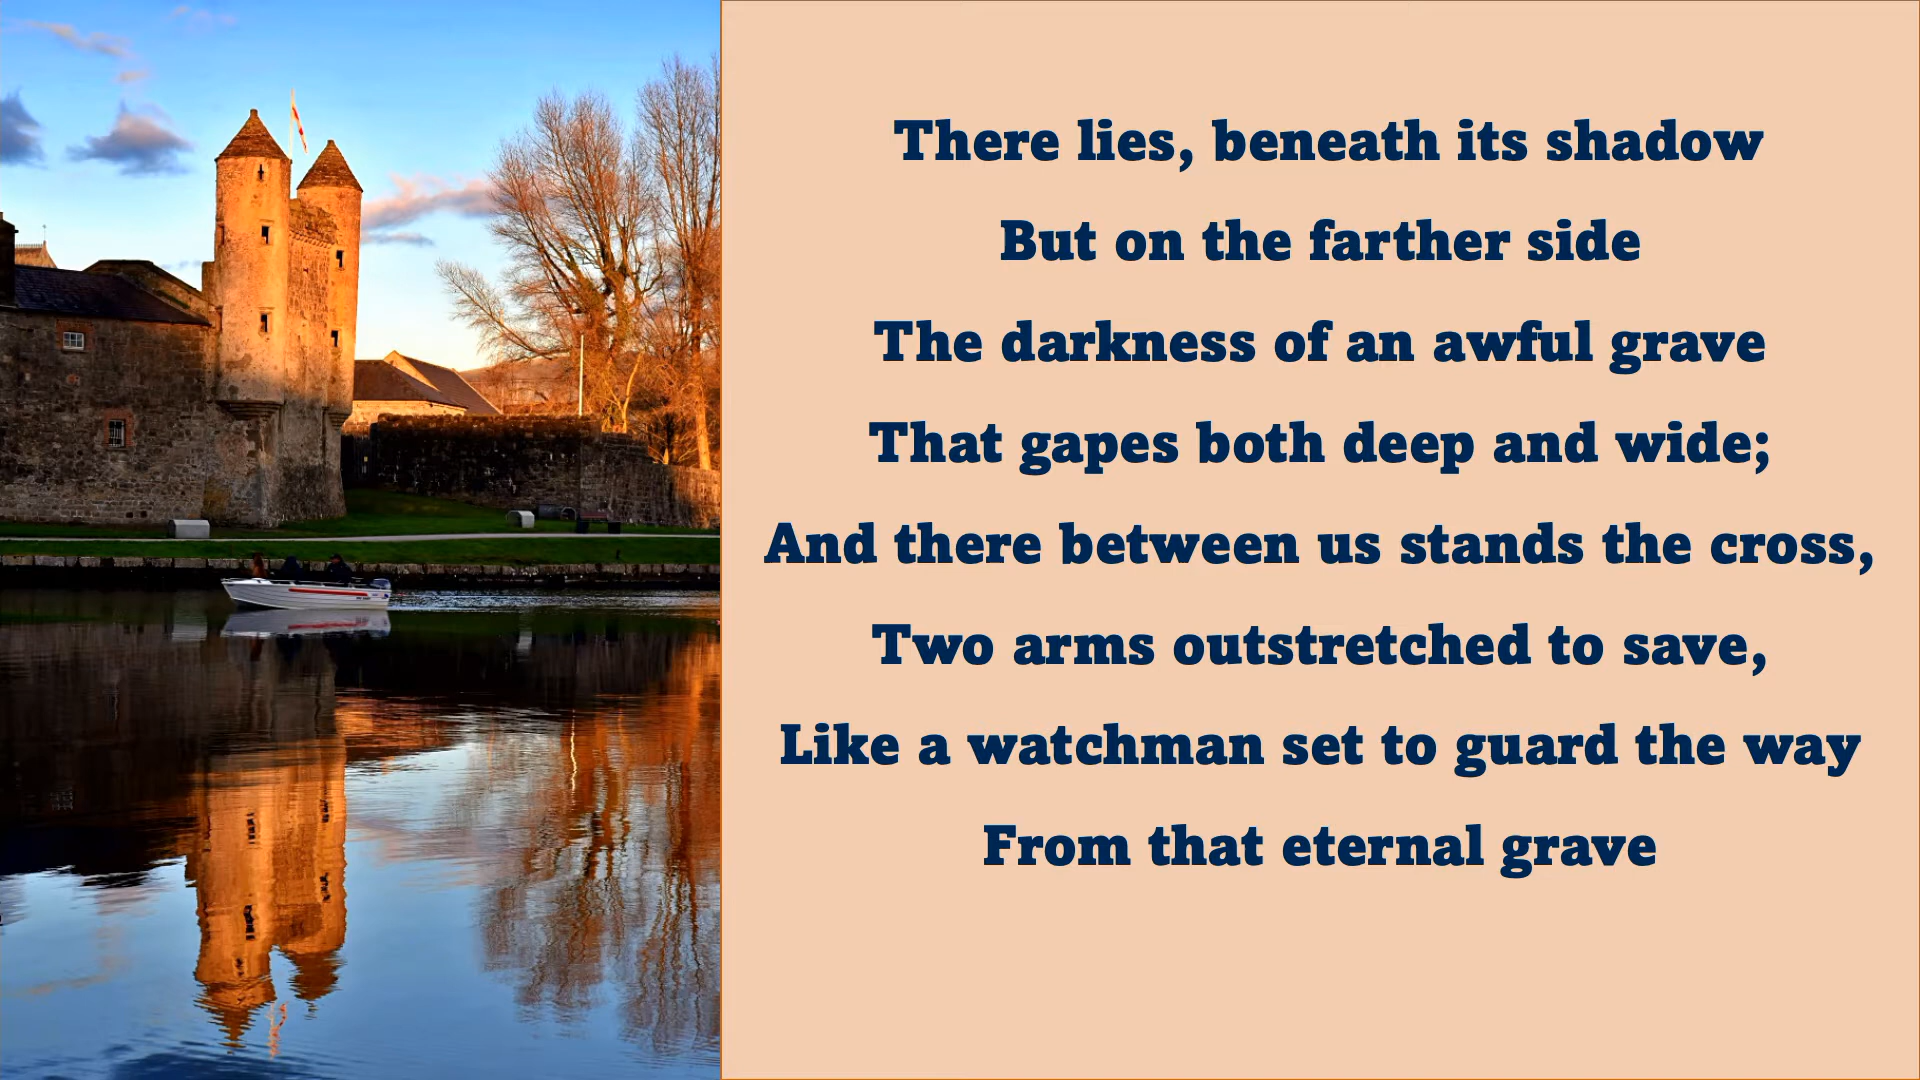 There lies, beneath its shadow
But on the farther side
The darkness of an awful grave
That gapes both deep and wide;
And there between us stands the cross,
Two arms outstretched to save,
Like a watchman set to guard the way
From that eternal grave